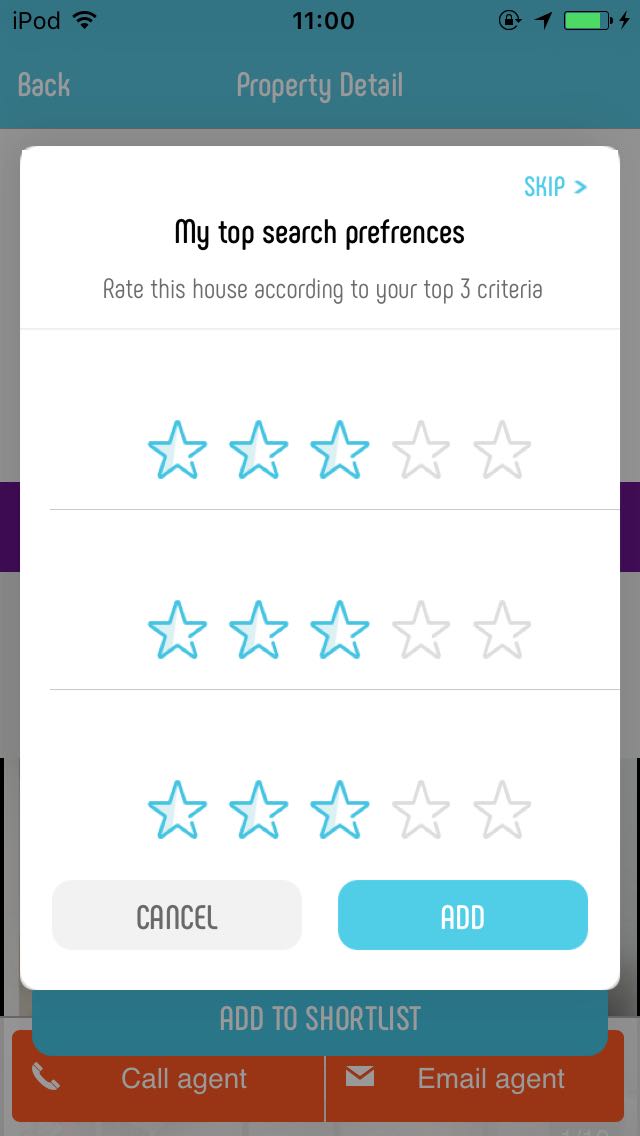 iPod 11:00
Back Property Detail
SKIP >
My top search prefrences
Rate this house according to your top 3 criteria
CANCEL ADD
ADD TO SHORTLIST
Call agent Email agent